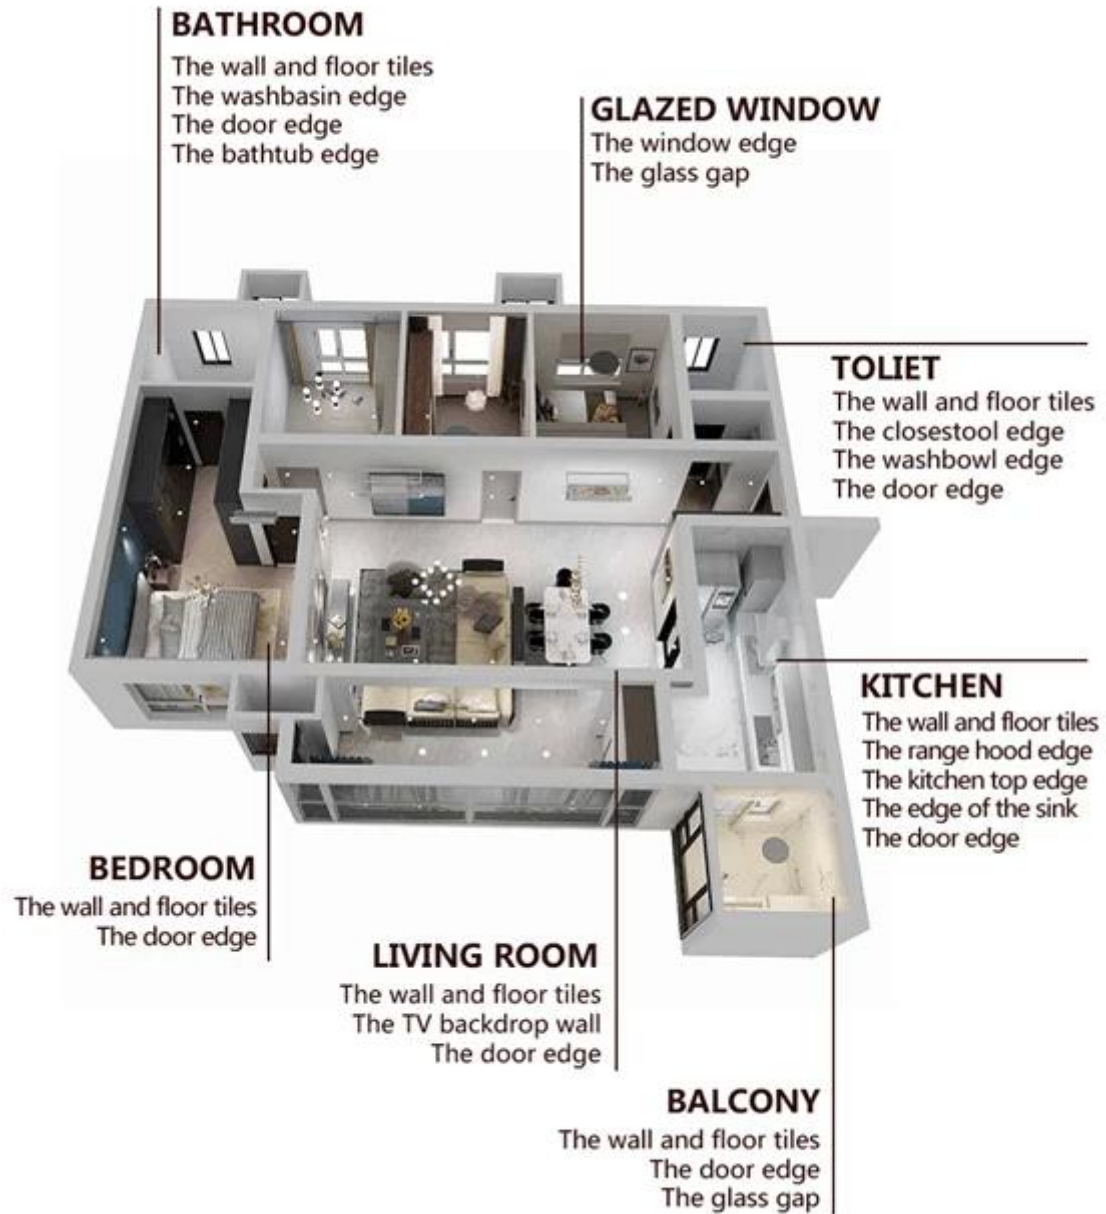 BATHROOM
The wall and floor tiles
The washbasin edge
The door edge
The bathtub edge
GLAZED WINDOW
The window edge
The glass gap
TOLIET
The wall and floor tiles
The closestool edge
The washbowl edge
The door edge
KITCHEN
The wall and floor tiles
The range hood edge
The kitchen top edge
The edge of the sink
The door edge
BEDROOM
The wall and floor tiles
The door edge
LIVING ROOM
The wall and floor tiles
The TV backdrop wall
The door edge
BALCONY
The wall and floor tiles
The door edge
The glass gap